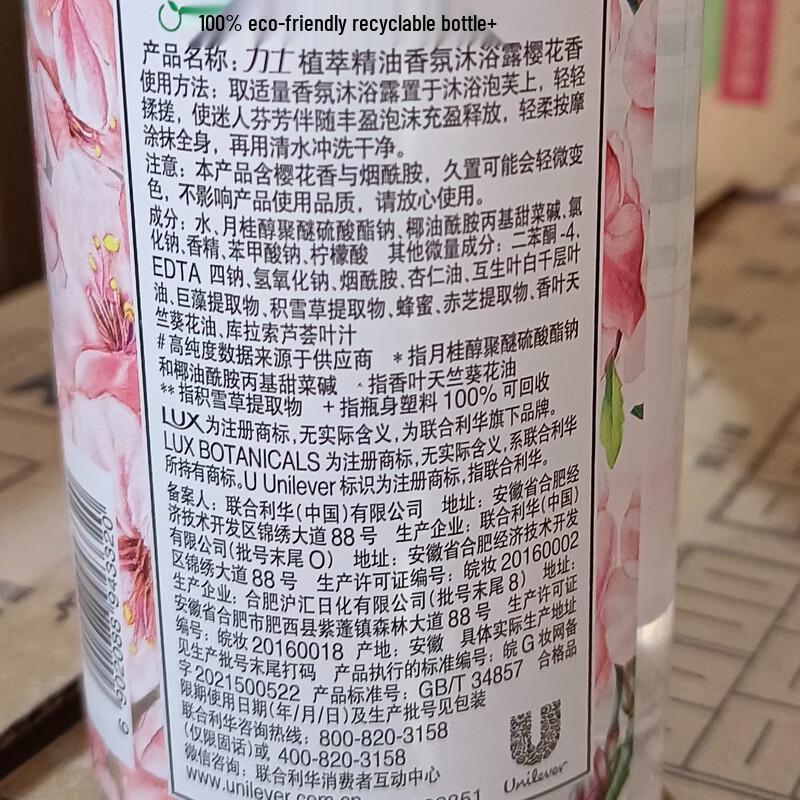 100% eco-friendly recyclable bottle+
产品名称：力士植萃精油香氛沐浴露樱花香
使用方法：取适量香氛沐浴露置于沐浴泡芙上，轻轻
揉搓，使迷人芬芳伴随丰盈泡沫充盈释放，轻柔按摩
涂抹全身，再用清水冲洗干净。
注意：本产品含樱花香与烟酰胺，久置可能会轻微变
色，不影响产品使用品质，请放心使用。
成分：水、月桂醇聚醚硫酸酯钠、椰油酰胺丙基甜菜碱、氯
化钠、香精、苯甲酸钠、柠檬酸 其他微量成分：二苯酮-4、
EDTA 四钠、氢氧化钠、烟酰胺、杏仁油、互生叶白千层叶
油、巨藻提取物、积雪草提取物、蜂蜜、赤芝提取物、香叶天
竺葵花油、库拉索芦荟叶汁
#高纯度数据来源于供应商 *指月桂醇聚醚硫酸酯钠
和椰油酰胺丙基甜菜碱 ^指香叶天竺葵花油
**指积雪草提取物 +指瓶身塑料 100% 可回收
LUX 为注册商标，无实际含义，为联合利华旗下品牌。
LUX BOTANICALS 为注册商标，无实际含义，系联合利华
所持有商标。U Unilever 标识为注册商标，指联合利华。
备案人：联合利华（中国）有限公司 地址：安徽省合肥经
济技术开发区锦绣大道 88 号 生产企业：联合利华（中国）
有限公司（批号末尾 O） 地址：安徽省合肥经济技术开发
区锦绣大道 88 号 生产许可证编号：皖妆 20160002
生产企业：合肥沪汇日化有限公司（批号末尾 8） 地址：
安徽省合肥市肥西县紫蓬镇森林大道 88 号 生产许可证
编号：皖妆 20160018 产地：安徽 具体实际生产地址
见生产批号末尾打码 产品执行的标准编号：皖 G 妆网备
字 2021500522 产品标准号：GB/T 34857 合格品
限期使用日期（年/月/日）及生产批号见包装
联合利华咨询热线：800-820-3158
（仅限固话）或 400-820-3158
微信咨询：联合利华消费者互动中心
www.unilever.com.cn
Unilever